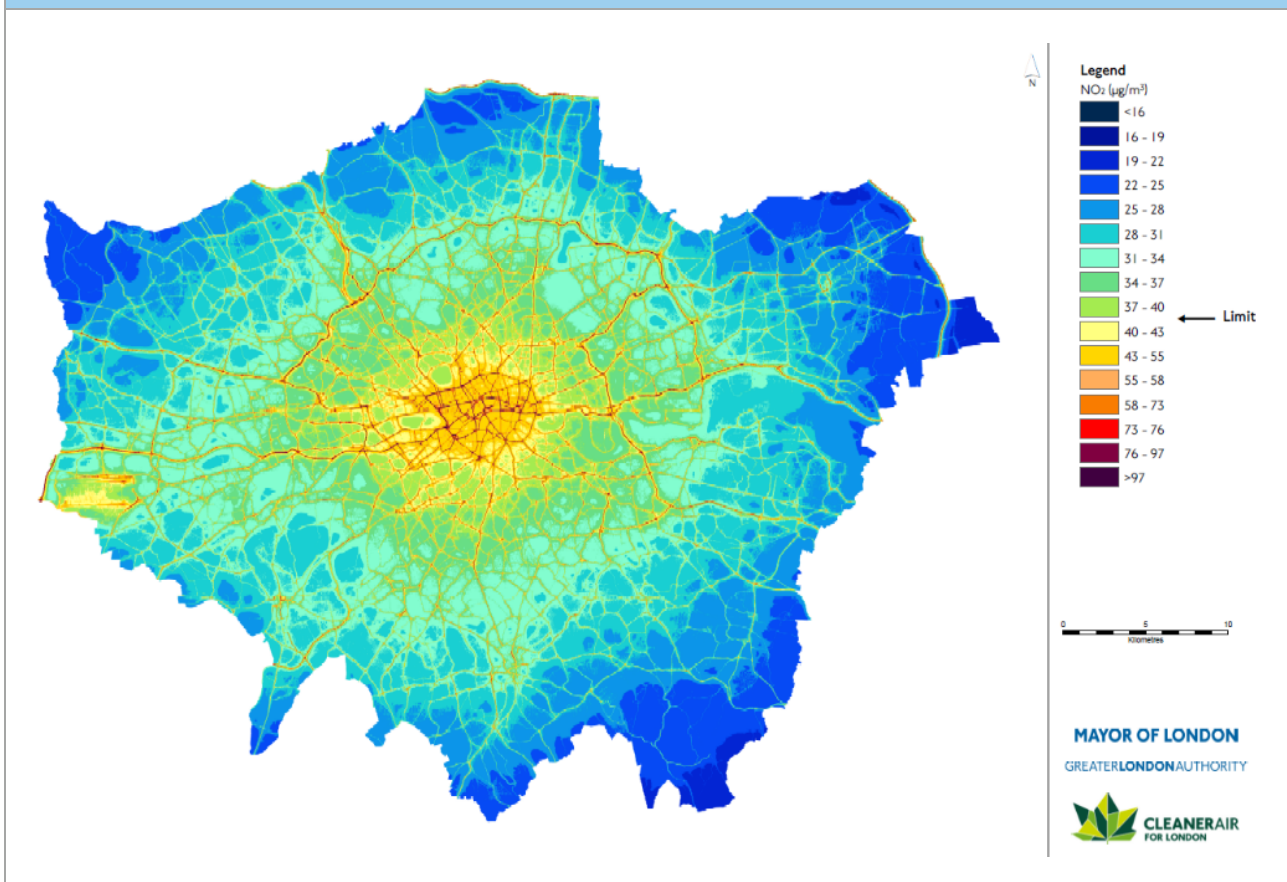 N
Legend
NO₂ (µg/m³)
<16
16 - 19
19 - 22
22 - 25
25 - 28
28 - 31
31 - 34
34 - 37
37 - 40
Limit
40 - 43
43 - 55
55 - 58
58 - 73
73 - 76
76 - 97
>97
0 5 10
Kilometres
MAYOR OF LONDON
GREATERLONDONAUTHORITY
CLEANERAIR
FOR LONDON